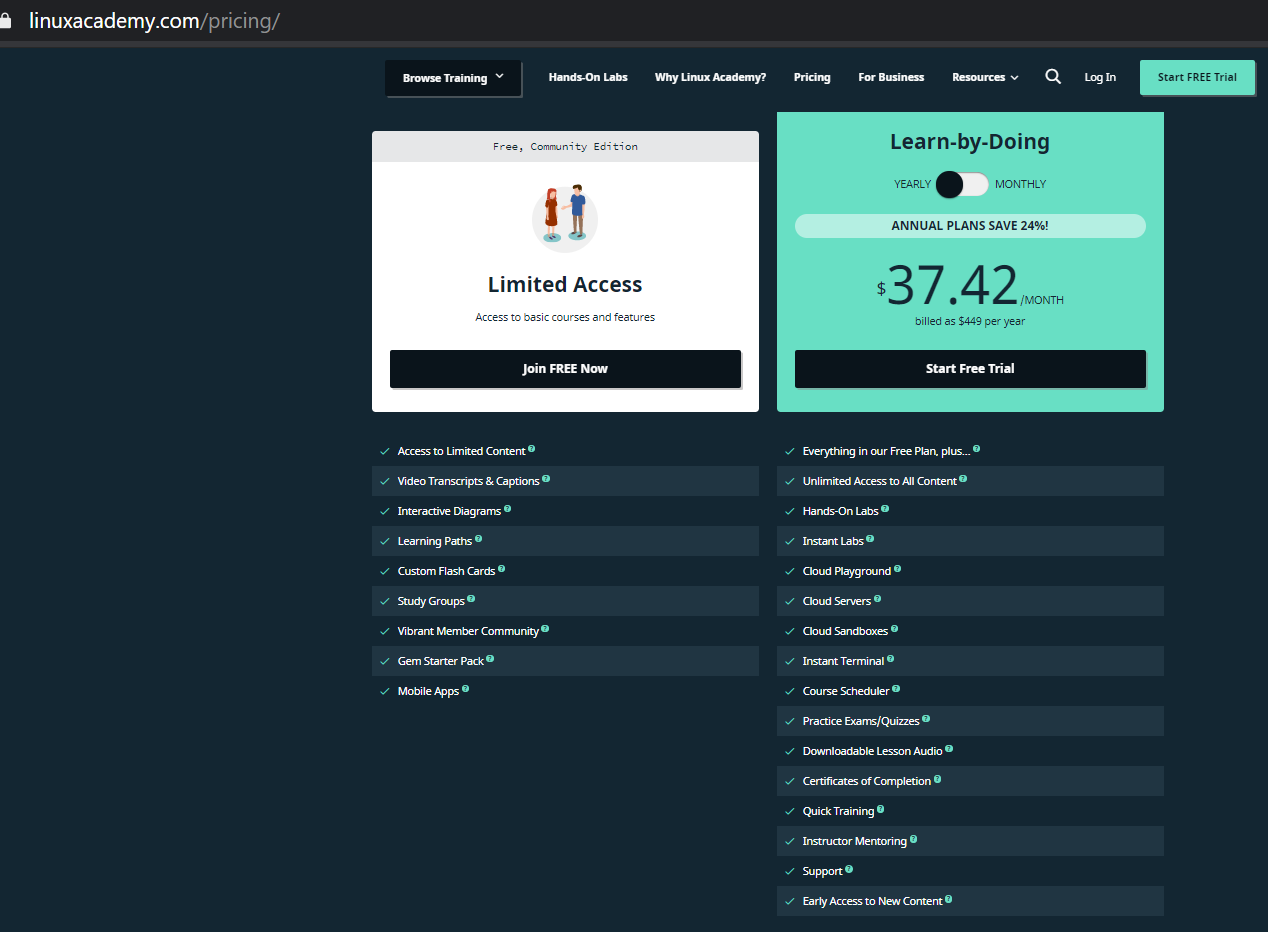 linuxacademy.com/pricing/
Browse Training
Hands-On Labs
Why Linux Academy?
Pricing
For Business
Resources
Log In
Start FREE Trial
Free, Community Edition
Limited Access
Access to basic courses and features
Join FREE Now
Access to Limited Content ?
Video Transcripts & Captions ?
Interactive Diagrams ?
Learning Paths ?
Custom Flash Cards ?
Study Groups ?
Vibrant Member Community ?
Gem Starter Pack ?
Mobile Apps ?
Learn-by-Doing
YEARLY MONTHLY
ANNUAL PLANS SAVE 24%!
$37.42/MONTH
billed as $449 per year
Start Free Trial
Everything in our Free Plan, plus... ?
Unlimited Access to All Content ?
Hands-On Labs ?
Instant Labs ?
Cloud Playground ?
Cloud Servers ?
Cloud Sandboxes ?
Instant Terminal ?
Course Scheduler ?
Practice Exams/Quizzes ?
Downloadable Lesson Audio ?
Certificates of Completion ?
Quick Training ?
Instructor Mentoring ?
Support ?
Early Access to New Content ?